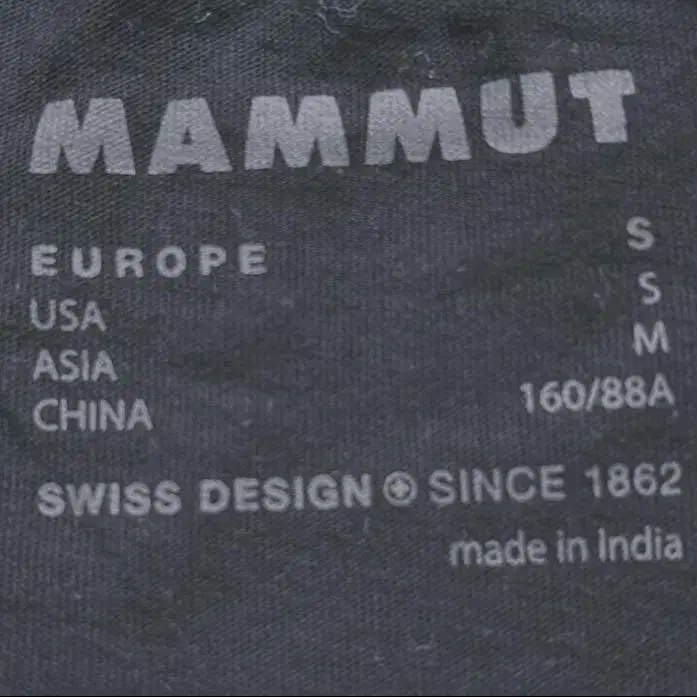 MAMMUT
EUROPE S
USA S
ASIA M
CHINA 160/88A
SWISS DESIGN SINCE 1862
made in India